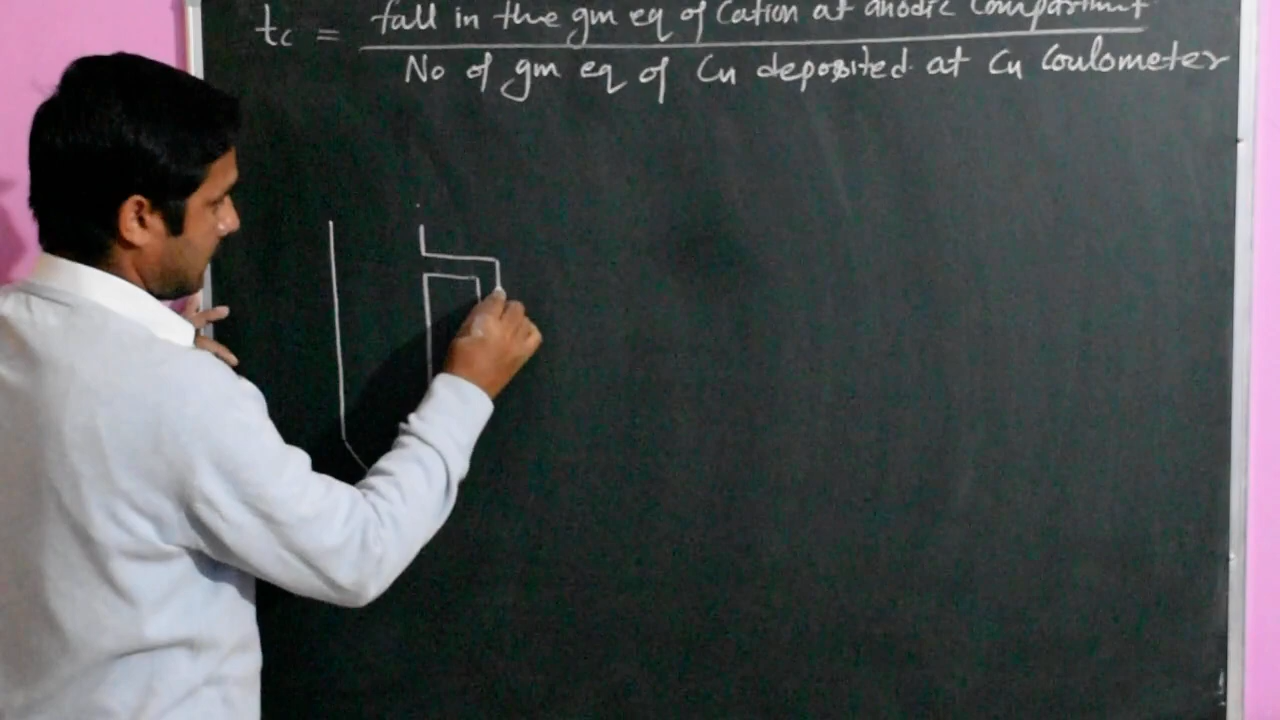 tc = fall in the gm eq of Cation at anodic Compartment
No of gm eq of Cu deposited at Cu Coulometer